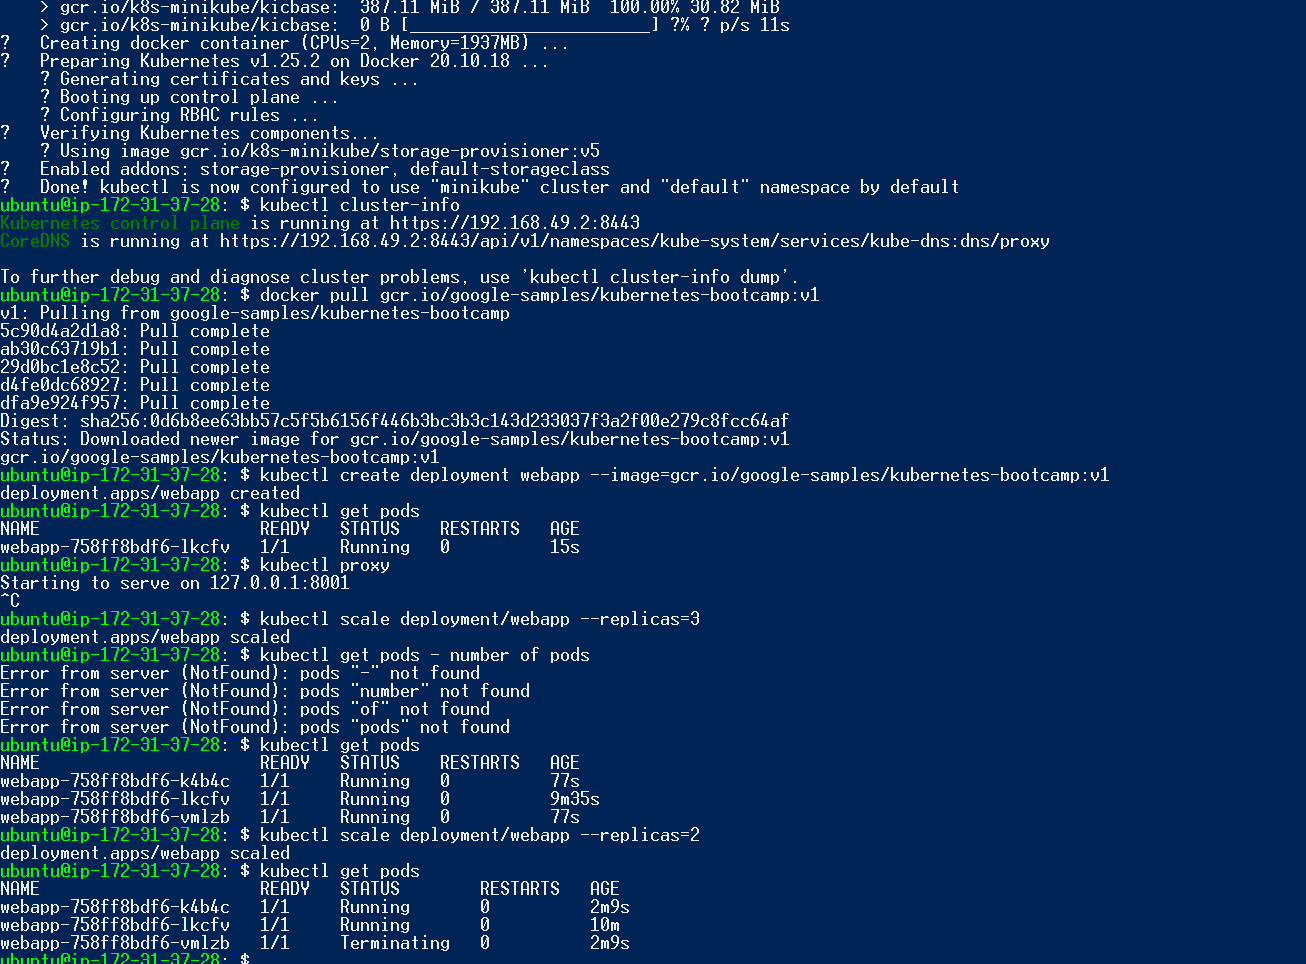 > gcr.io/k8s-minikube/kicbase:  387.11 MiB / 387.11 MiB  100.00% 30.82 MiB
> gcr.io/k8s-minikube/kicbase:  0 B [________________________] ?% ? p/s 11s
?   Creating docker container (CPUs=2, Memory=1937MB) ...
?   Preparing Kubernetes v1.25.2 on Docker 20.10.18 ...
    ? Generating certificates and keys ...
    ? Booting up control plane ...
    ? Configuring RBAC rules ...
?   Verifying Kubernetes components...
    ? Using image gcr.io/k8s-minikube/storage-provisioner:v5
?   Enabled addons: storage-provisioner, default-storageclass
?   Done! kubectl is now configured to use "minikube" cluster and "default" namespace by default
ubuntu@ip-172-31-37-28:~$ kubectl cluster-info
Kubernetes control plane is running at https://192.168.49.2:8443
CoreDNS is running at https://192.168.49.2:8443/api/v1/namespaces/kube-system/services/kube-dns:dns/proxy

To further debug and diagnose cluster problems, use 'kubectl cluster-info dump'.
ubuntu@ip-172-31-37-28:~$ docker pull gcr.io/google-samples/kubernetes-bootcamp:v1
v1: Pulling from google-samples/kubernetes-bootcamp
5c90d4a2d1a8: Pull complete
ab30c63719b1: Pull complete
29d0bc1e8c52: Pull complete
d4fe0dc68927: Pull complete
dfa9e924f957: Pull complete
Digest: sha256:0d6b8ee63bb57c5f5b6156f446b3bc3b3c143d233037f3a2f00e279c8fcc64af
Status: Downloaded newer image for gcr.io/google-samples/kubernetes-bootcamp:v1
gcr.io/google-samples/kubernetes-bootcamp:v1
ubuntu@ip-172-31-37-28:~$ kubectl create deployment webapp --image=gcr.io/google-samples/kubernetes-bootcamp:v1
deployment.apps/webapp created
ubuntu@ip-172-31-37-28:~$ kubectl get pods
NAME                      READY   STATUS    RESTARTS   AGE
webapp-758ff8bdf6-lkcfv   1/1     Running   0          15s
ubuntu@ip-172-31-37-28:~$ kubectl proxy
Starting to serve on 127.0.0.1:8001
^C
ubuntu@ip-172-31-37-28:~$ kubectl scale deployment/webapp --replicas=3
deployment.apps/webapp scaled
ubuntu@ip-172-31-37-28:~$ kubectl get pods - number of pods
Error from server (NotFound): pods "-" not found
Error from server (NotFound): pods "number" not found
Error from server (NotFound): pods "of" not found
Error from server (NotFound): pods "pods" not found
ubuntu@ip-172-31-37-28:~$ kubectl get pods
NAME                      READY   STATUS    RESTARTS   AGE
webapp-758ff8bdf6-k4b4c   1/1     Running   0          77s
webapp-758ff8bdf6-lkcfv   1/1     Running   0          9m35s
webapp-758ff8bdf6-vmlzb   1/1     Running   0          77s
ubuntu@ip-172-31-37-28:~$ kubectl scale deployment/webapp --replicas=2
deployment.apps/webapp scaled
ubuntu@ip-172-31-37-28:~$ kubectl get pods
NAME                      READY   STATUS        RESTARTS   AGE
webapp-758ff8bdf6-k4b4c   1/1     Running       0          2m9s
webapp-758ff8bdf6-lkcfv   1/1     Running       0          10m
webapp-758ff8bdf6-vmlzb   1/1     Terminating   0          2m9s
ubuntu@ip-172-31-37-28:~$